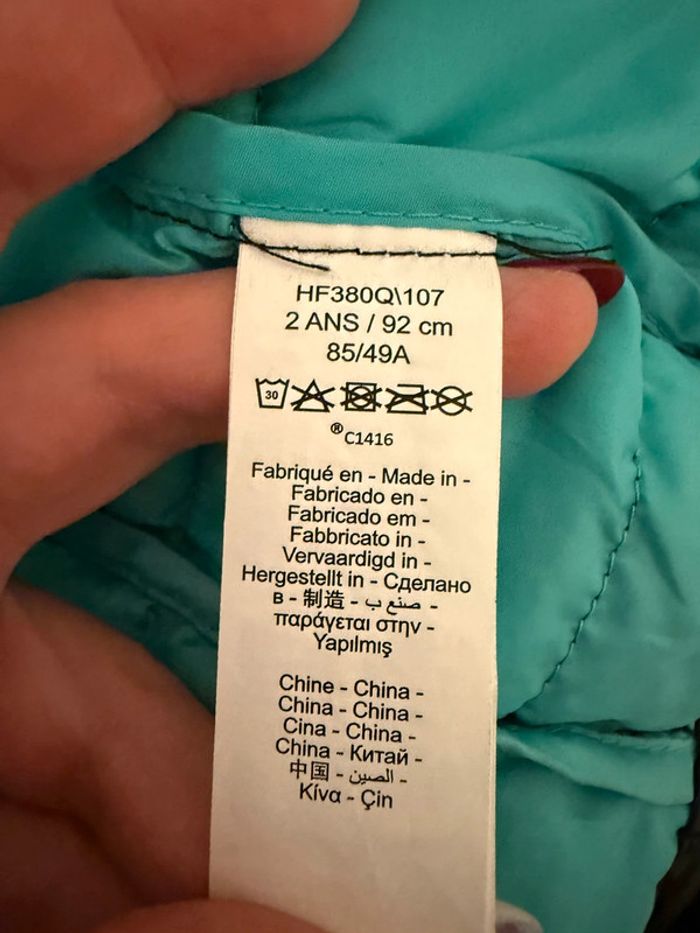 HF380Q\107
2 ANS / 92 cm
85/49A
30
®C1416
Fabriqué en - Made in -
Fabricado en -
Fabricado em -
Fabbricato in -
Vervaardigd in -
Hergestellt in - Сделано
в - 制造 - صنع ب -
παράγεται στην -
Yapılmış
Chine - China -
China - China -
Cina - China -
China - Китай -
中国 - الصين -
Κίνα - Çin